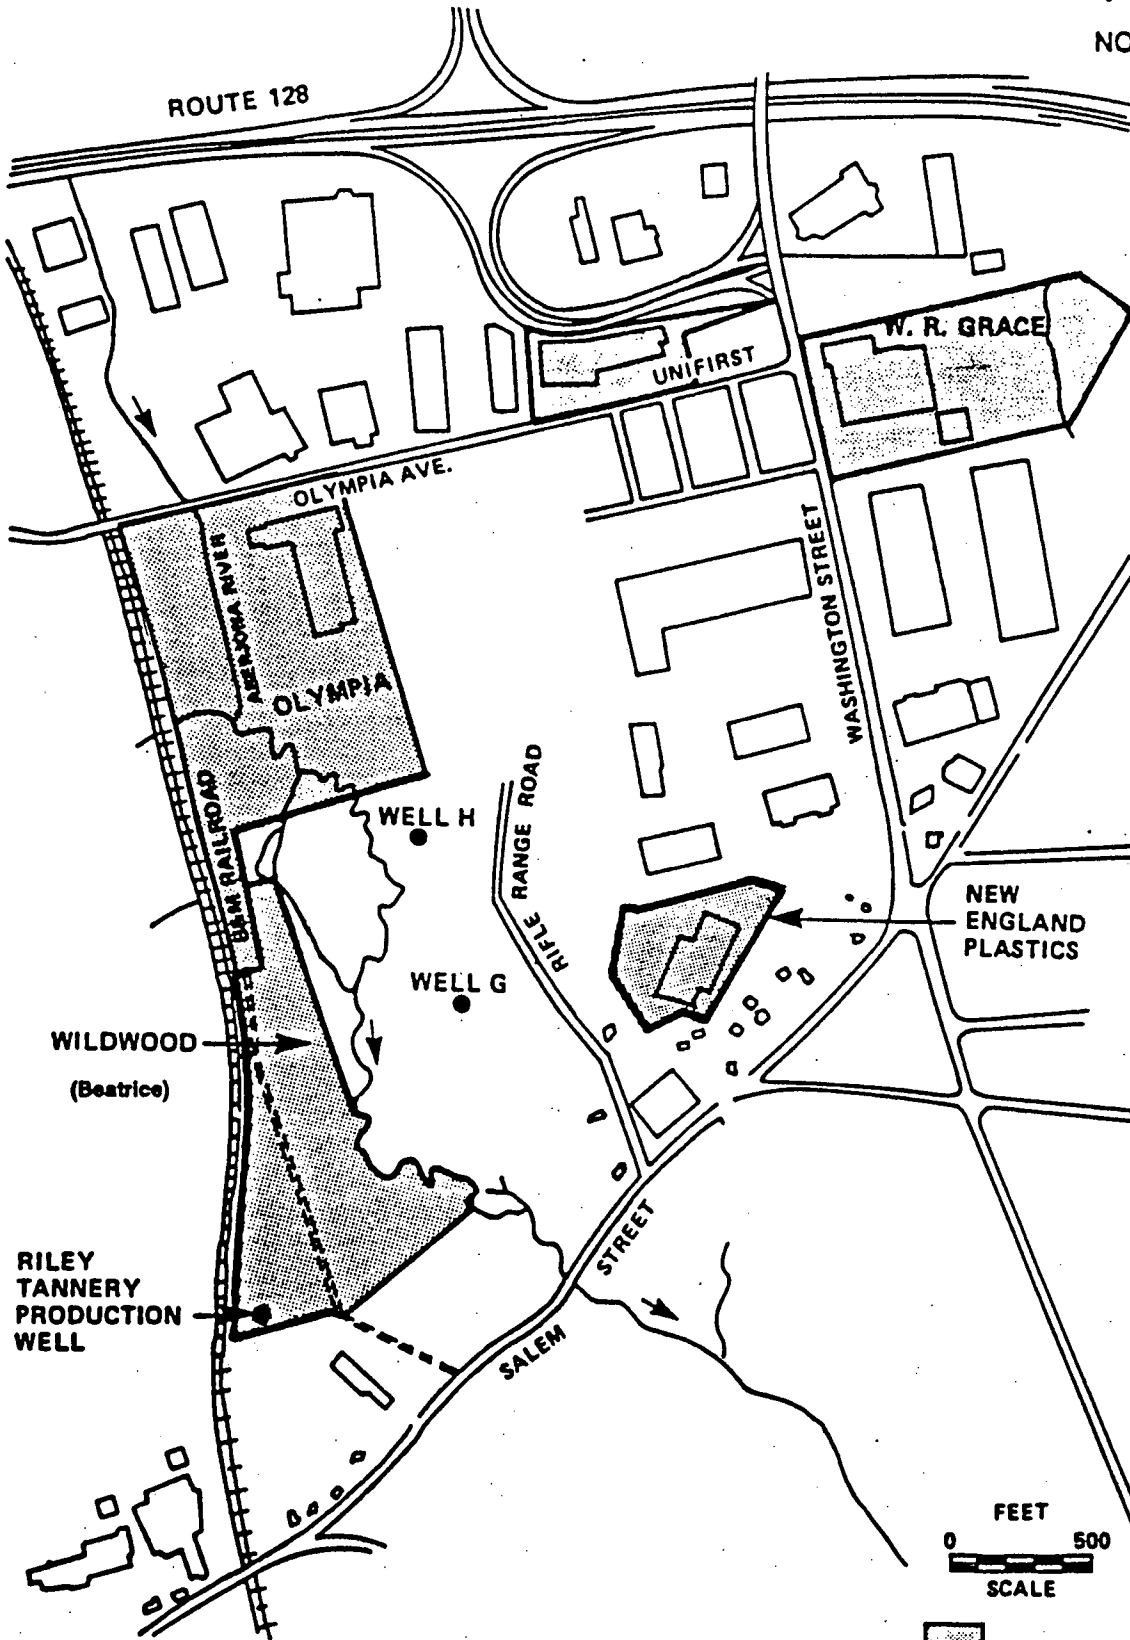 NO
ROUTE 128
W. R. GRACE
UNIFIRST
OLYMPIA AVE.
ABERJONA RIVER
WASHINGTON STREET
OLYMPIA
B&M RAILROAD
WELL H
RIFLE RANGE ROAD
NEW
ENGLAND
PLASTICS
WELL G
WILDWOOD
(Beatrice)
RILEY
TANNERY
PRODUCTION
WELL
SALEM STREET
FEET
0 500
SCALE